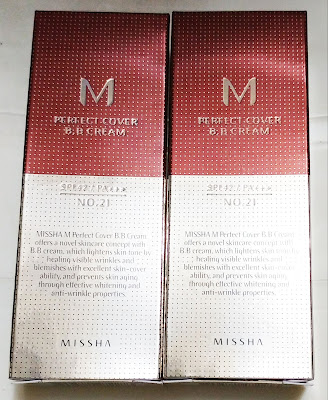 M
PERFECT COVER
B.B CREAM
SPF42 / PA+++
NO.21
MISSHA M Perfect Cover B.B Cream
offers a novel skincare concept with
B.B cream, which lightens skin tone by
healing visible wrinkles and
blemishes with excellent skin-cover
ability, and prevents skin aging
through effective whitening and
anti-wrinkle properties.
MISSHA
M
PERFECT COVER
B.B CREAM
SPF42 / PA+++
NO.21
MISSHA M Perfect Cover B.B Cream
offers a novel skincare concept with
B.B cream, which lightens skin tone by
healing visible wrinkles and
blemishes with excellent skin-cover
ability, and prevents skin aging
through effective whitening and
anti-wrinkle properties.
MISSHA